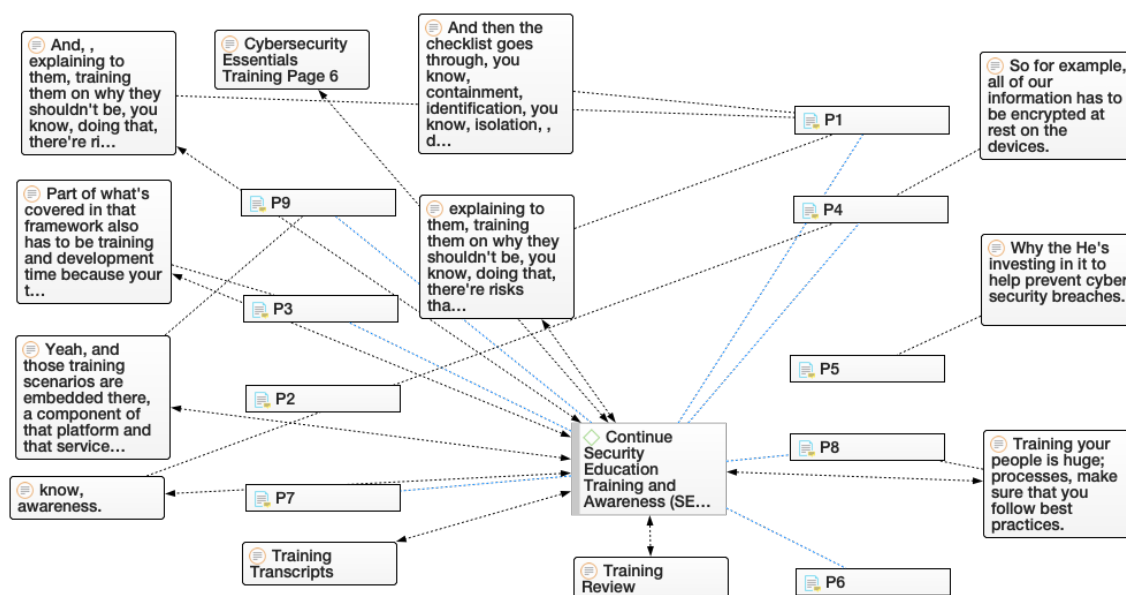 And, ,
explaining to
them, training
them on why they
shouldn't be, you
know, doing that,
there're ri...
Cybersecurity
Essentials
Training Page 6
And then the
checklist goes
through, you
know,
containment,
identification, you
know, isolation, ,
d...
So for example,
all of our
information has to
be encrypted at
rest on the
devices.
P1
Part of what's
covered in that
framework also
has to be training
and development
time because your
t...
P9
explaining to
them, training
them on why they
shouldn't be, you
know, doing that,
there're risks
tha...
P4
Why the He's
investing in it to
help prevent cyber
security breaches.
P3
Yeah, and
those training
scenarios are
embedded there,
a component of
that platform and
that service...
P5
P2
Continue
Security
Education
Training and
Awareness (SE...
P8
Training your
people is huge;
processes, make
sure that you
follow best
practices.
know,
awareness.
P7
Training
Transcripts
Training
Review
P6